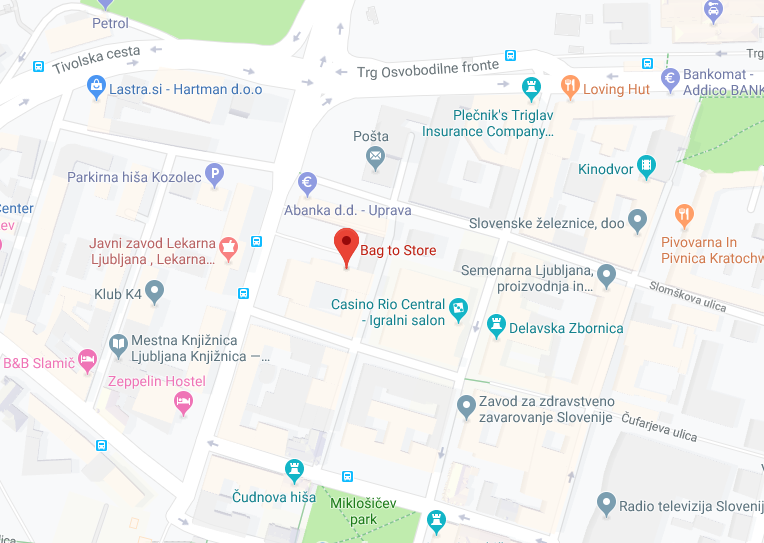 Petrol
Tivolska cesta
Trg Osvobodilne fronte
Trg
Lastra.si - Hartman d.o.o
Loving Hut
Bankomat -
Addico BANK
Plečnik's Triglav
Insurance Company...
Pošta
Kinodvor
Parkirna hiša Kozolec
Abanka d.d. - Uprava
Center
ev
Slovenske železnice, doo
Pivovarna In
Pivnica Kratochw
Javni zavod Lekarna
Ljubljana , Lekarna...
Bag to Store
Semenarna Ljubljana,
proizvodnja in...
Slomškova ulica
Klub K4
Casino Rio Central
- Igralni salon
Delavska Zbornica
Mestna Knjižnica
Ljubljana Knjižnica —...
B&B Slamič
Zeppelin Hostel
Zavod za zdravstveno
zavarovanje Slovenije
Čufarjeva ulica
Čudnova hiša
Miklošičev
park
Radio televizija Slovenij